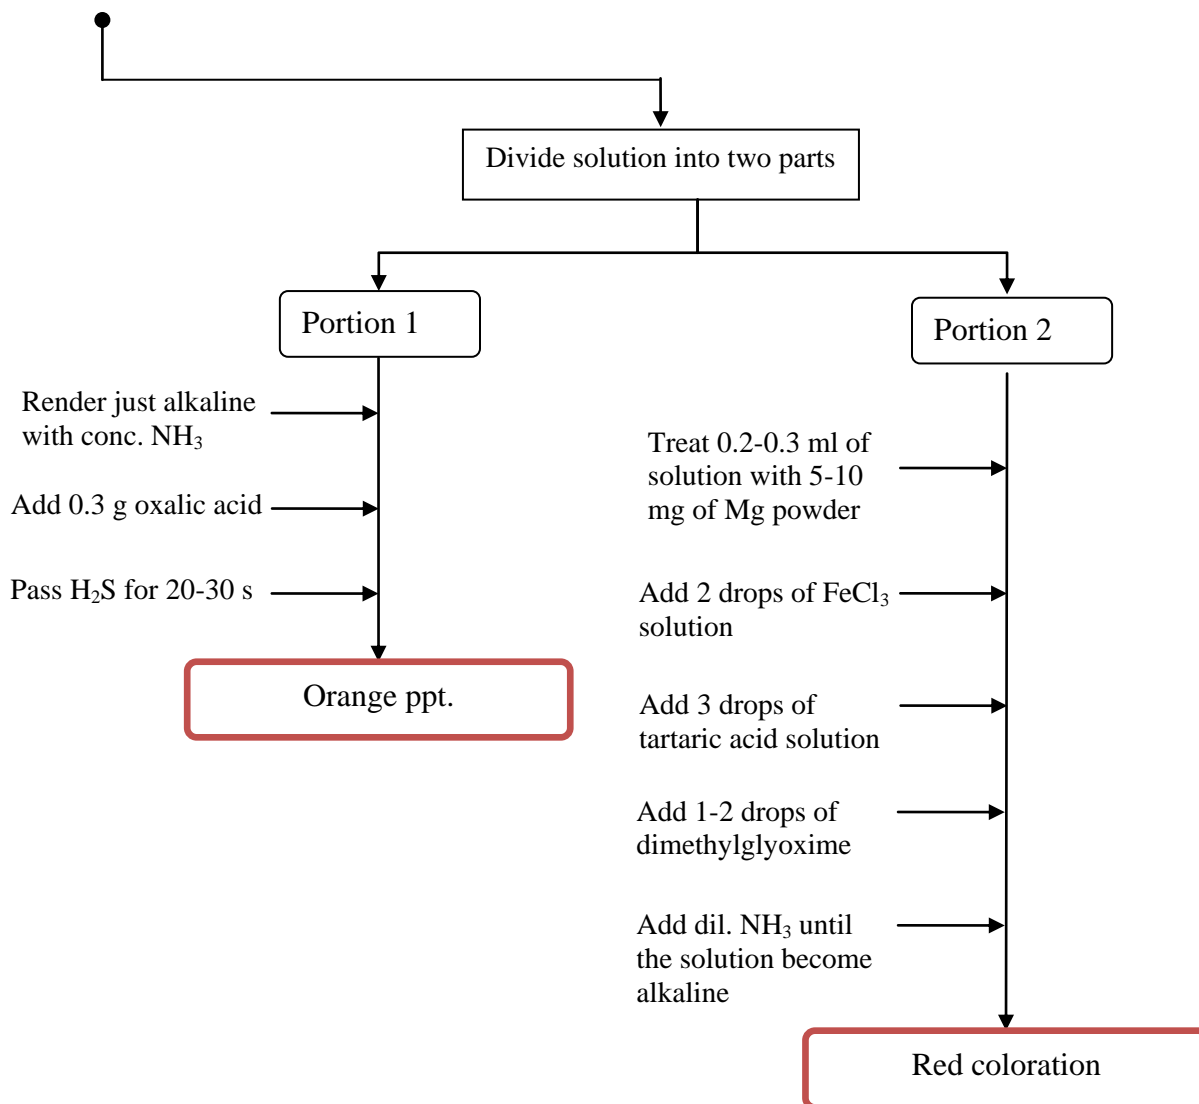 Divide solution into two parts
Portion 1
Render just alkaline
with conc. NH₃
Add 0.3 g oxalic acid
Pass H₂S for 20-30 s
Orange ppt.
Portion 2
Treat 0.2-0.3 ml of
solution with 5-10
mg of Mg powder
Add 2 drops of FeCl₃
solution
Add 3 drops of
tartaric acid solution
Add 1-2 drops of
dimethylglyoxime
Add dil. NH₃ until
the solution become
alkaline
Red coloration